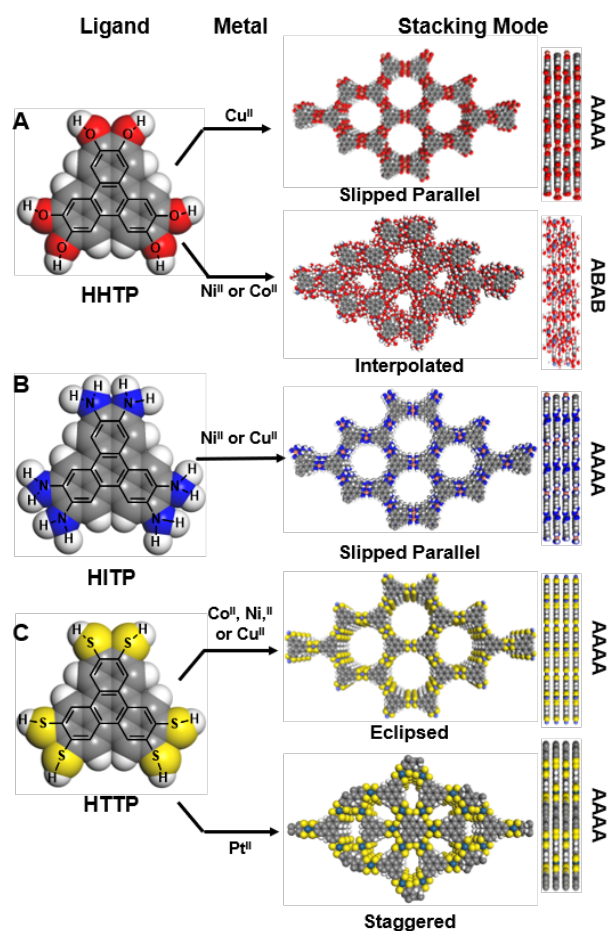 Ligand Metal Stacking Mode
A
H H
O O
H O O H
O O
H H
HHTP
Cu^II
Slipped Parallel
AAAA
Ni^II or Co^II
Interpolated
ABAB
B
H H H H
N N
H N N H
H N N H
H H
HITP
Ni^II or Cu^II
Slipped Parallel
AAAA
C
H H
S S
H S S H
S S
H H
HTTP
Co^II, Ni,^II
or Cu^II
Eclipsed
AAAA
Pt^II
Staggered
AAAA